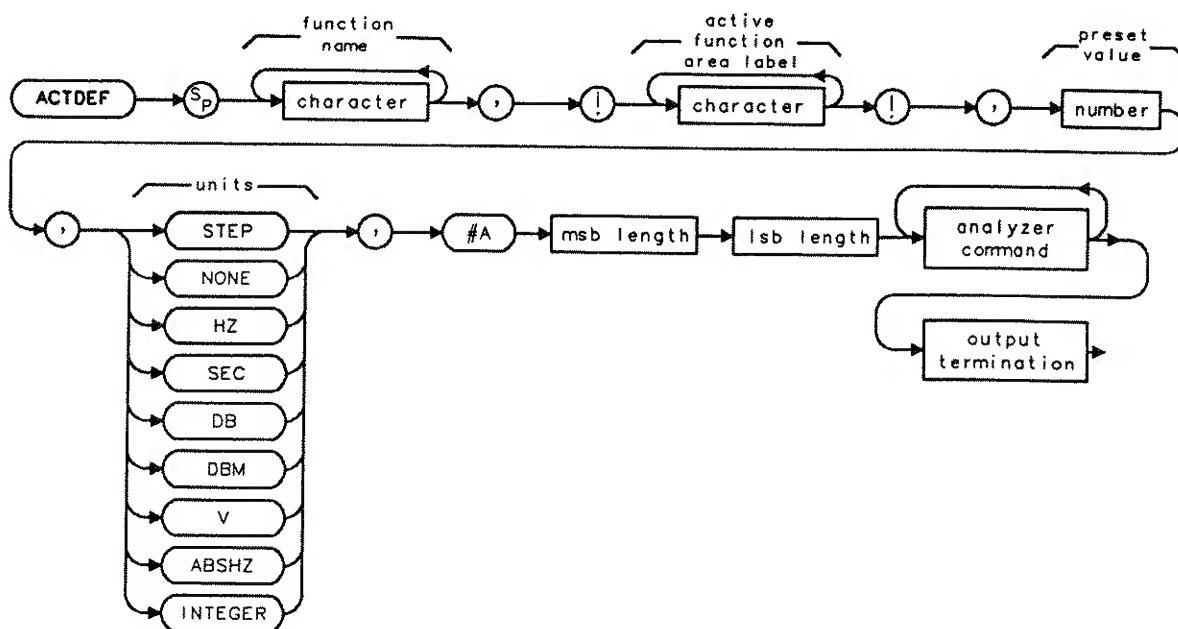 function
name
active
function
area label
preset
value
ACTDEF
SP
character
,
!
character
!
,
number
units
,
STEP
,
#A
msb length
lsb length
analyzer
command
NONE
HZ
SEC
output
termination
DB
DBM
V
ABSHZ
INTEGER